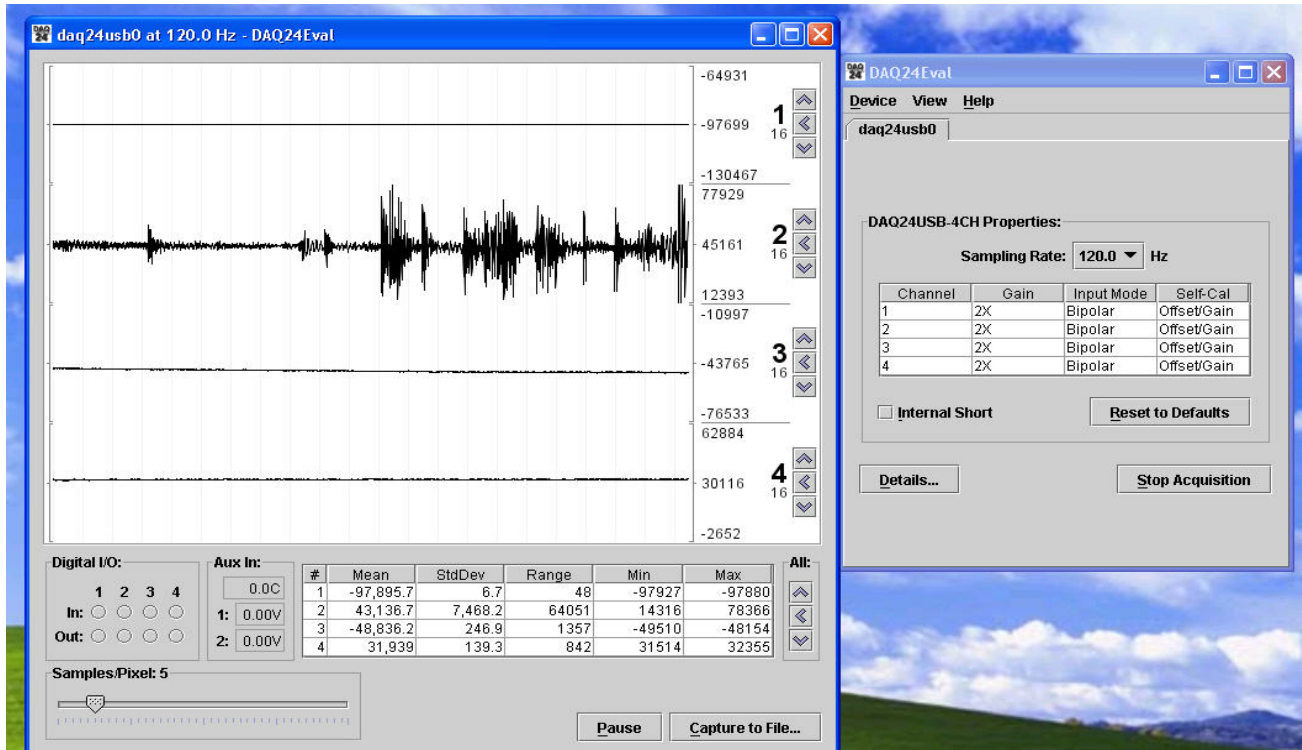 DAQ 24 daq24usb0 at 120.0 Hz - DAQ24Eval
-64931
1
-97699
16
-130467
77929
2
45161
16
12393
-10997
3
-43765
16
-76533
62884
4
30116
16
-2652
Digital I/O:
1 2 3 4
In:
Out:
Aux In:
0.0C
1: 0.00V
2: 0.00V
# Mean StdDev Range Min Max
1 -97,895.7 6.7 48 -97927 -97880
2 43,136.7 7,468.2 64051 14316 78366
3 -48,836.2 246.9 1357 -49510 -48154
4 31,939 139.3 842 31514 32355
All:
Samples/Pixel: 5
Pause Capture to File...
DAQ 24 DAQ24Eval
Device View Help
daq24usb0
DAQ24USB-4CH Properties:
Sampling Rate: 120.0 Hz
Channel Gain Input Mode Self-Cal
1 2X Bipolar Offset/Gain
2 2X Bipolar Offset/Gain
3 2X Bipolar Offset/Gain
4 2X Bipolar Offset/Gain
Internal Short Reset to Defaults
Details... Stop Acquisition